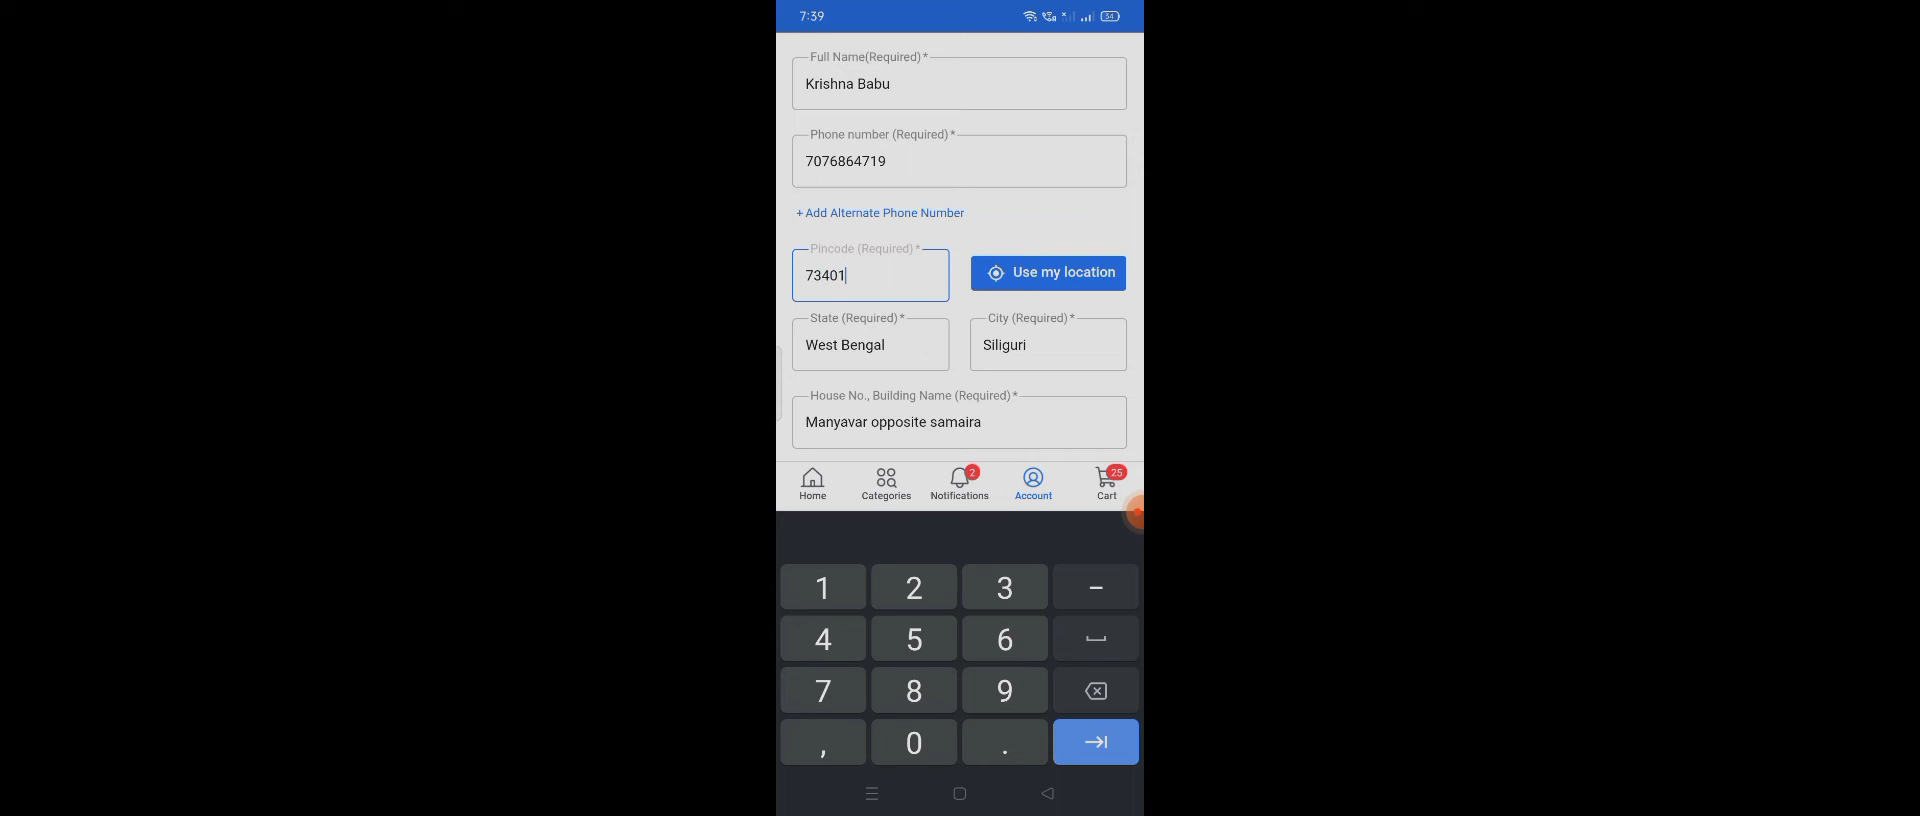 7:39
34
Full Name(Required) *
Krishna Babu
Phone number (Required) *
7076864719
+ Add Alternate Phone Number
Pincode (Required) *
73401
Use my location
State (Required) *
West Bengal
City (Required) *
Siliguri
House No., Building Name (Required) *
Manyavar opposite samaira
2
25
Home
Categories
Notifications
Account
Cart
1 2 3 –
4 5 6
7 8 9
, 0 .